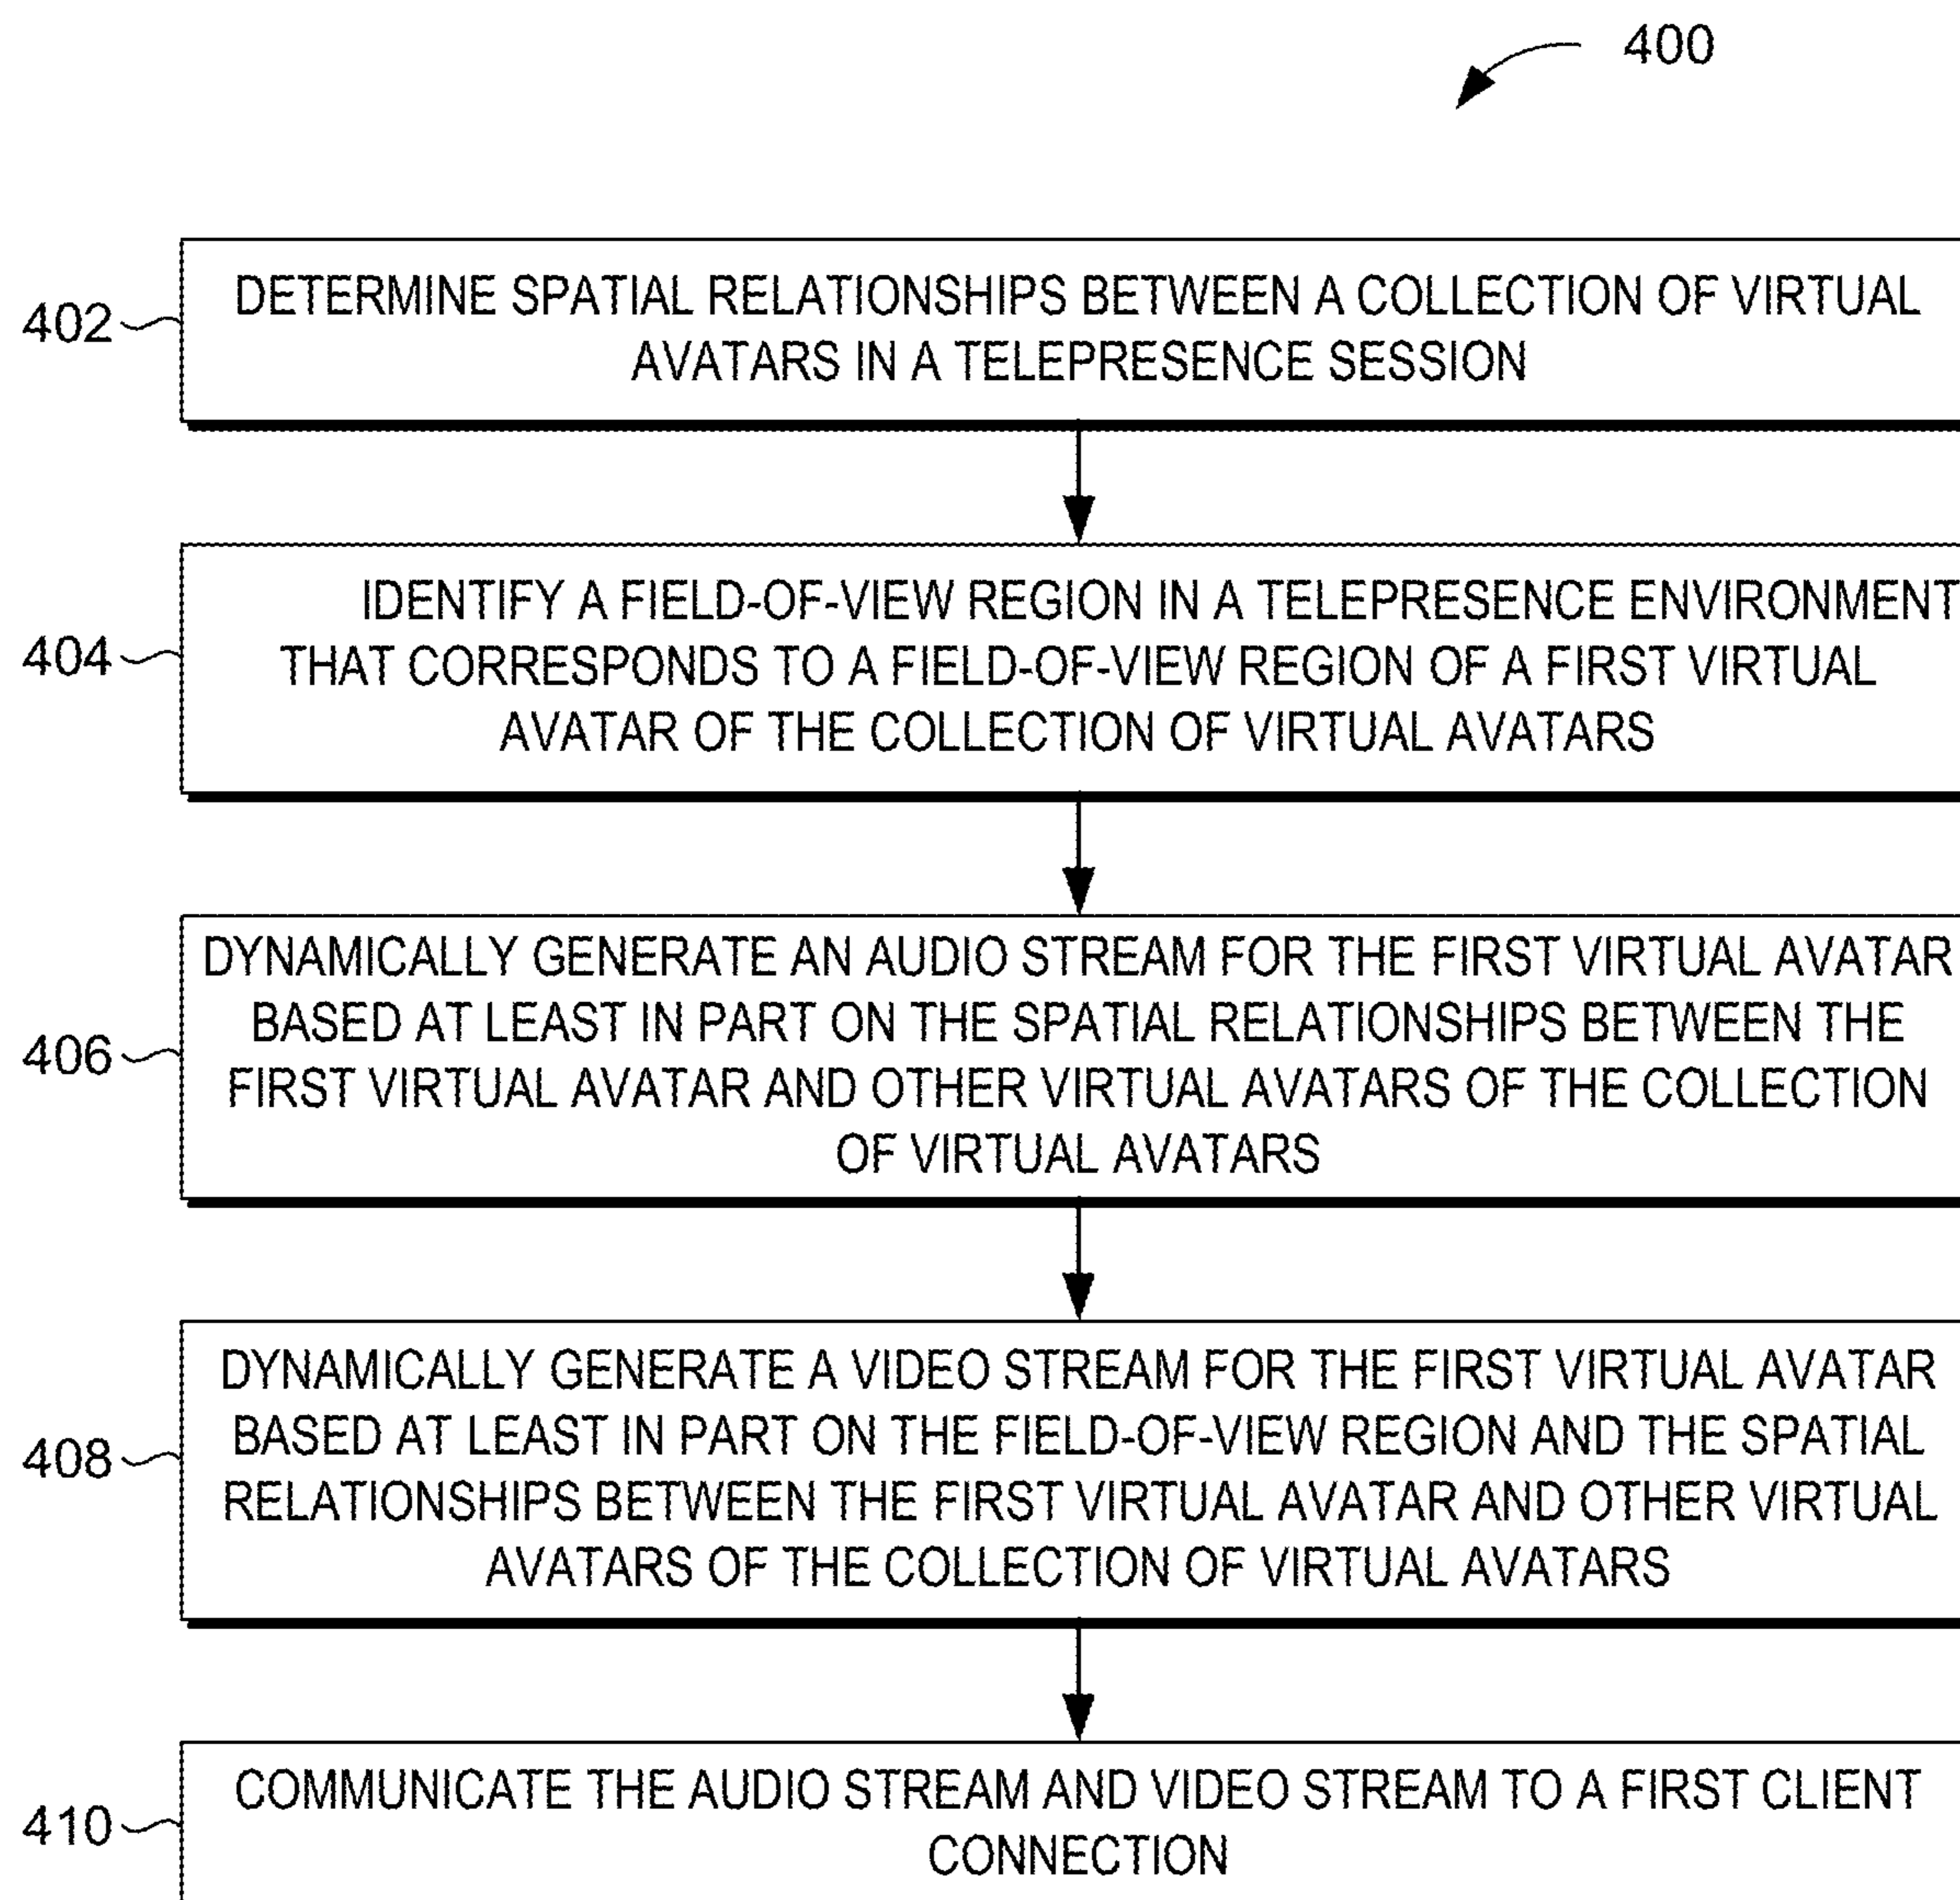 400
402
DETERMINE SPATIAL RELATIONSHIPS BETWEEN A COLLECTION OF VIRTUAL
AVATARS IN A TELEPRESENCE SESSION
404
IDENTIFY A FIELD-OF-VIEW REGION IN A TELEPRESENCE ENVIRONMENT
THAT CORRESPONDS TO A FIELD-OF-VIEW REGION OF A FIRST VIRTUAL
AVATAR OF THE COLLECTION OF VIRTUAL AVATARS
406
DYNAMICALLY GENERATE AN AUDIO STREAM FOR THE FIRST VIRTUAL AVATAR
BASED AT LEAST IN PART ON THE SPATIAL RELATIONSHIPS BETWEEN THE
FIRST VIRTUAL AVATAR AND OTHER VIRTUAL AVATARS OF THE COLLECTION
OF VIRTUAL AVATARS
408
DYNAMICALLY GENERATE A VIDEO STREAM FOR THE FIRST VIRTUAL AVATAR
BASED AT LEAST IN PART ON THE FIELD-OF-VIEW REGION AND THE SPATIAL
RELATIONSHIPS BETWEEN THE FIRST VIRTUAL AVATAR AND OTHER VIRTUAL
AVATARS OF THE COLLECTION OF VIRTUAL AVATARS
410
COMMUNICATE THE AUDIO STREAM AND VIDEO STREAM TO A FIRST CLIENT
CONNECTION